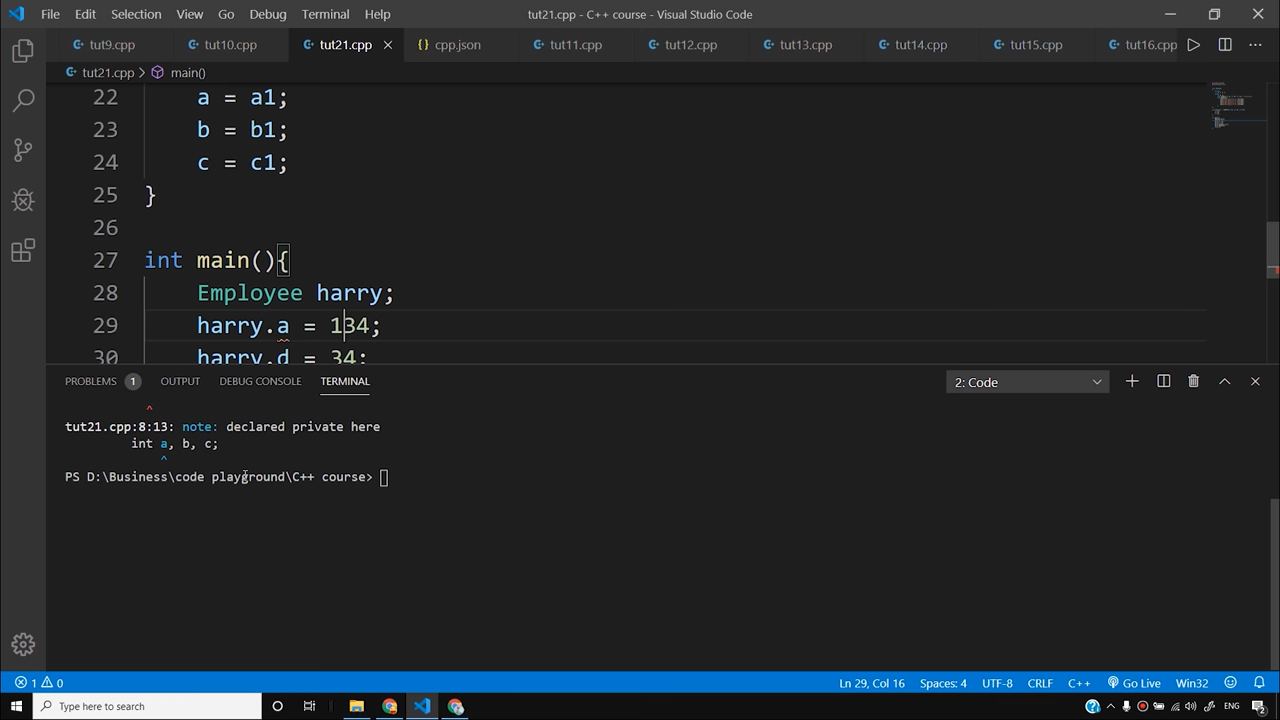 File Edit Selection View Go Debug Terminal Help tut21.cpp - C++ course - Visual Studio Code
tut9.cpp tut10.cpp tut21.cpp cpp.json tut11.cpp tut12.cpp tut13.cpp tut14.cpp tut15.cpp tut16.cpp
tut21.cpp > main()
22 a = a1;
23 b = b1;
24 c = c1;
25 }
26
27 int main(){
28 Employee harry;
29 harry.a = 134;
30 harry.d = 34;
PROBLEMS 1 OUTPUT DEBUG CONSOLE TERMINAL 2: Code
^
tut21.cpp:8:13: note: declared private here
int a, b, c;
^
PS D:\Business\code playground\C++ course>
1 0 Ln 29, Col 16 Spaces: 4 UTF-8 CRLF C++ Go Live Win32
Type here to search ENG 2